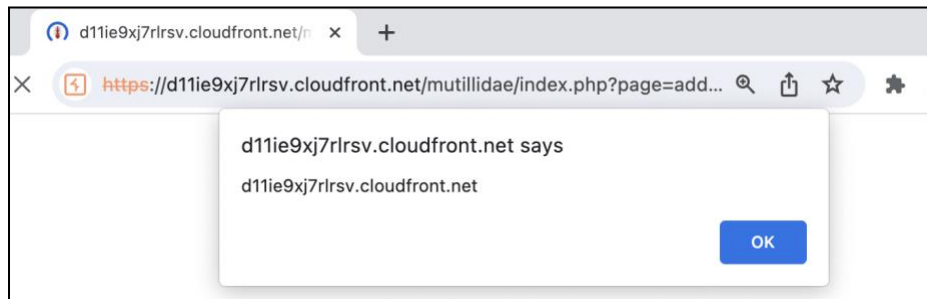 d11ie9xj7rlrsv.cloudfront.net/m
https://d11ie9xj7rlrsv.cloudfront.net/mutillidae/index.php?page=add...
d11ie9xj7rlrsv.cloudfront.net says
d11ie9xj7rlrsv.cloudfront.net
OK